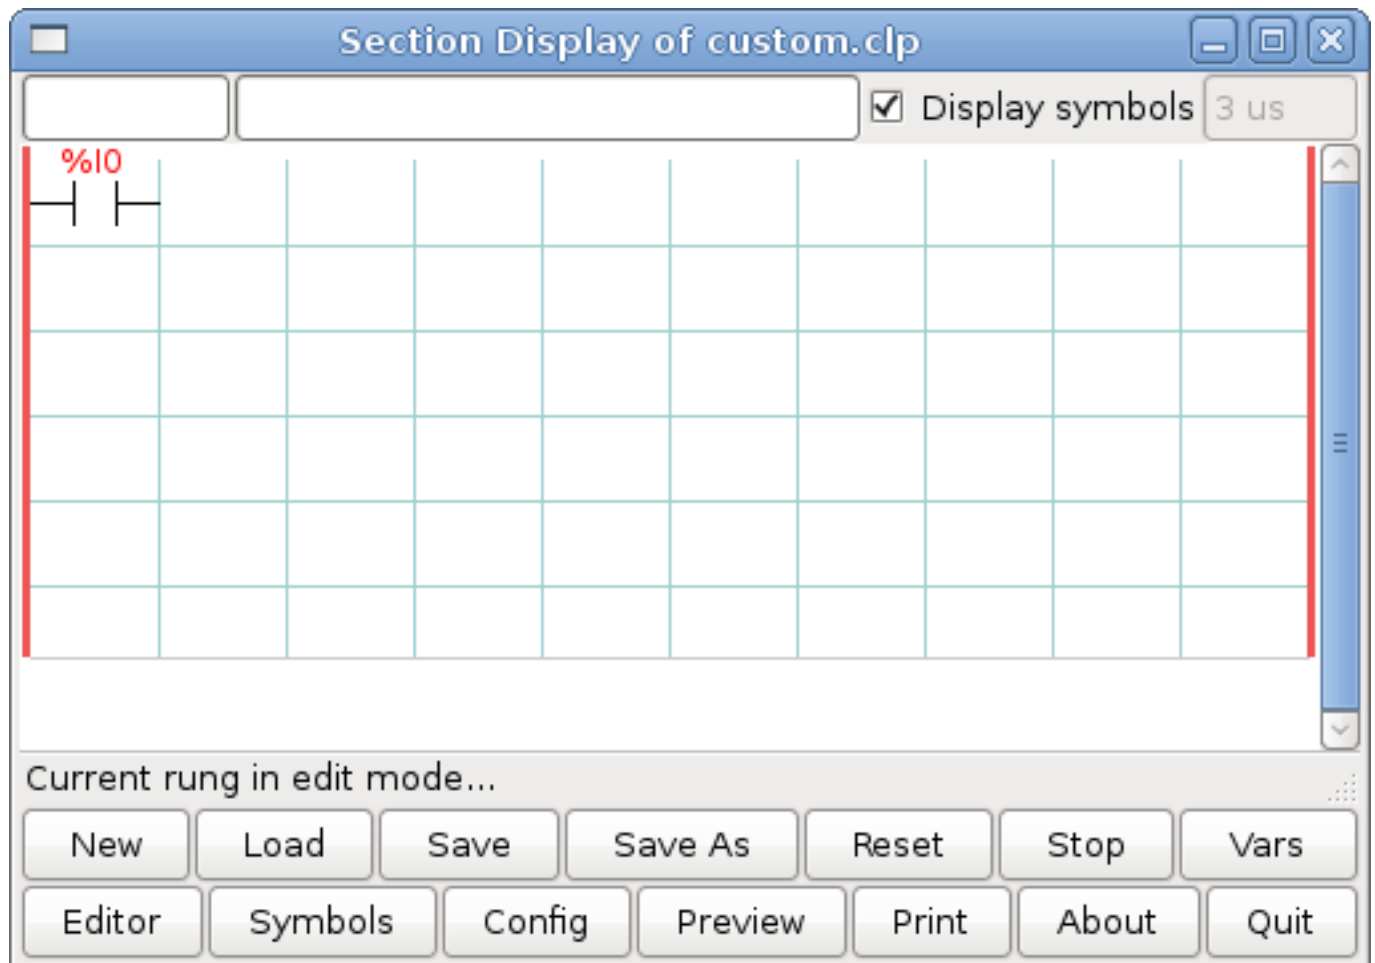 Section Display of custom.clp
Display symbols 3 us
%I0
Current rung in edit mode...
New Load Save Save As Reset Stop Vars
Editor Symbols Config Preview Print About Quit